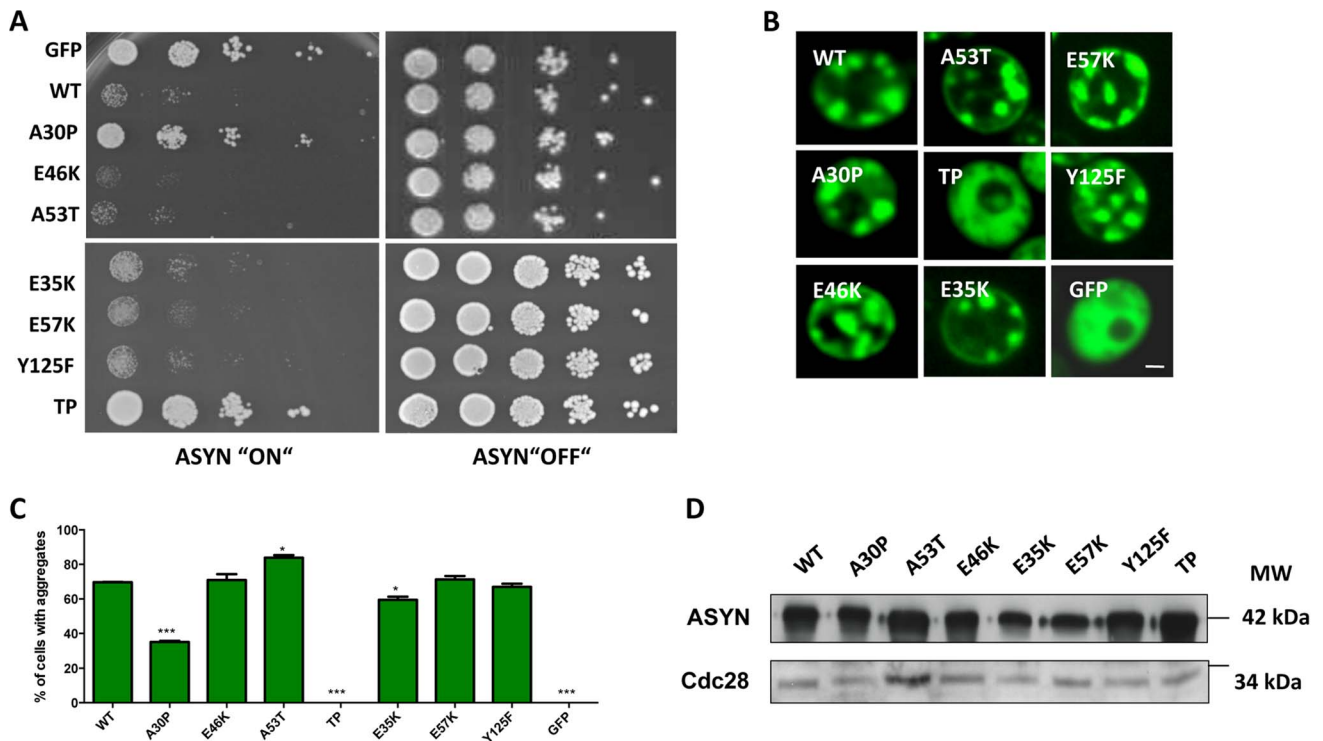 A
GFP
WT
A30P
E46K
A53T
E35K
E57K
Y125F
TP
ASYN “ON“
ASYN“OFF“
B
WT
A53T
E57K
A30P
TP
Y125F
E46K
E35K
GFP
C
% of cells with aggregates
100
80
60
40
20
0
***
*
***
*
***
WT
A30P
E46K
A53T
TP
E35K
E57K
Y125F
GFP
D
WT
A30P
A53T
E46K
E35K
E57K
Y125F
TP
MW
ASYN
42 kDa
Cdc28
34 kDa